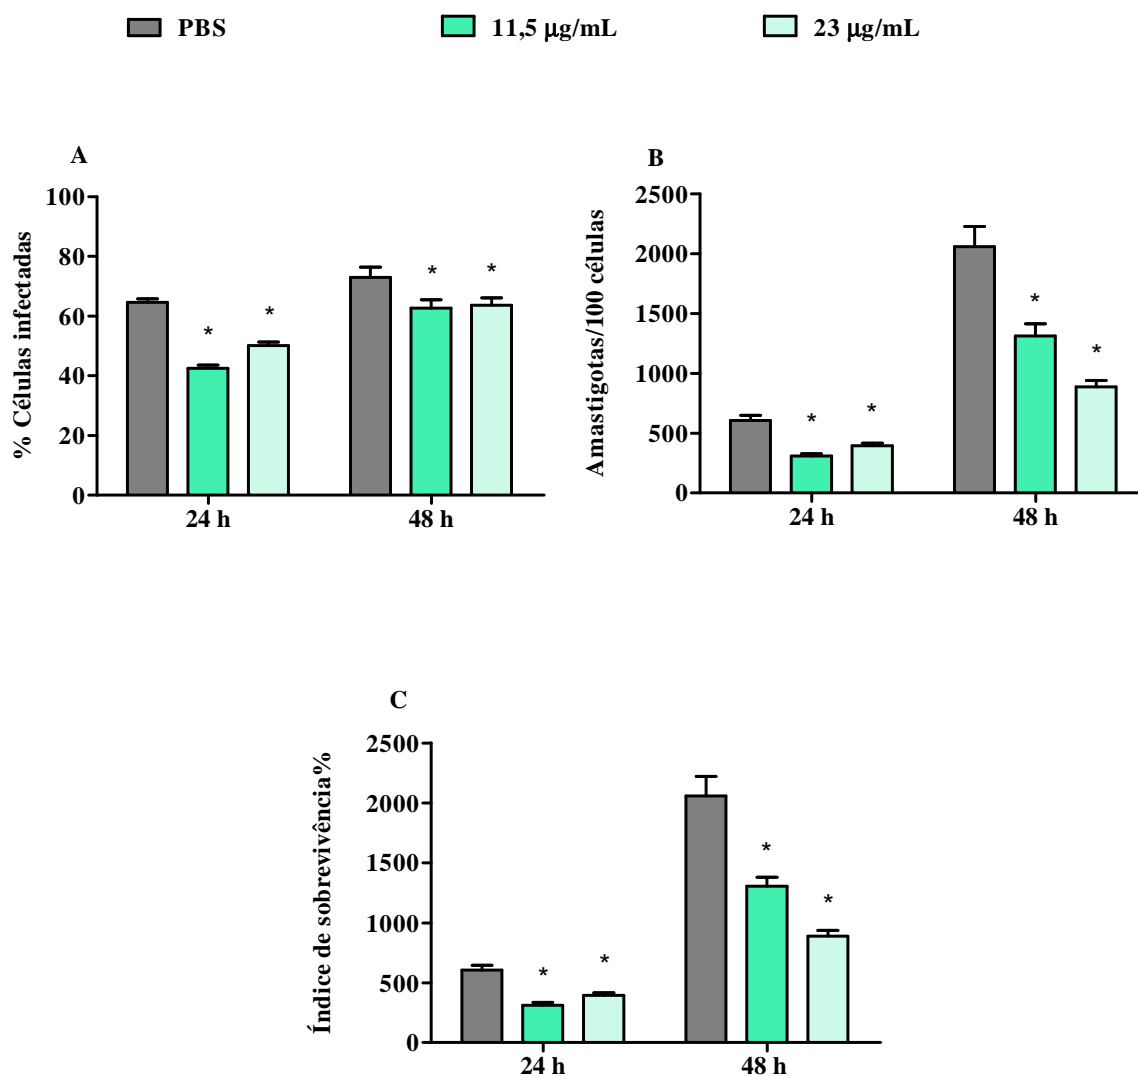 PBS 11,5 µg/mL 23 µg/mL
A
% Células infectadas
100
80
60
40
20
0
* * * *
24 h 48 h
B
Amastigotas/100 células
2500
2000
1500
1000
500
0
* * * *
24 h 48 h
C
Índice de sobrevivência%
2500
2000
1500
1000
500
0
* * * *
24 h 48 h